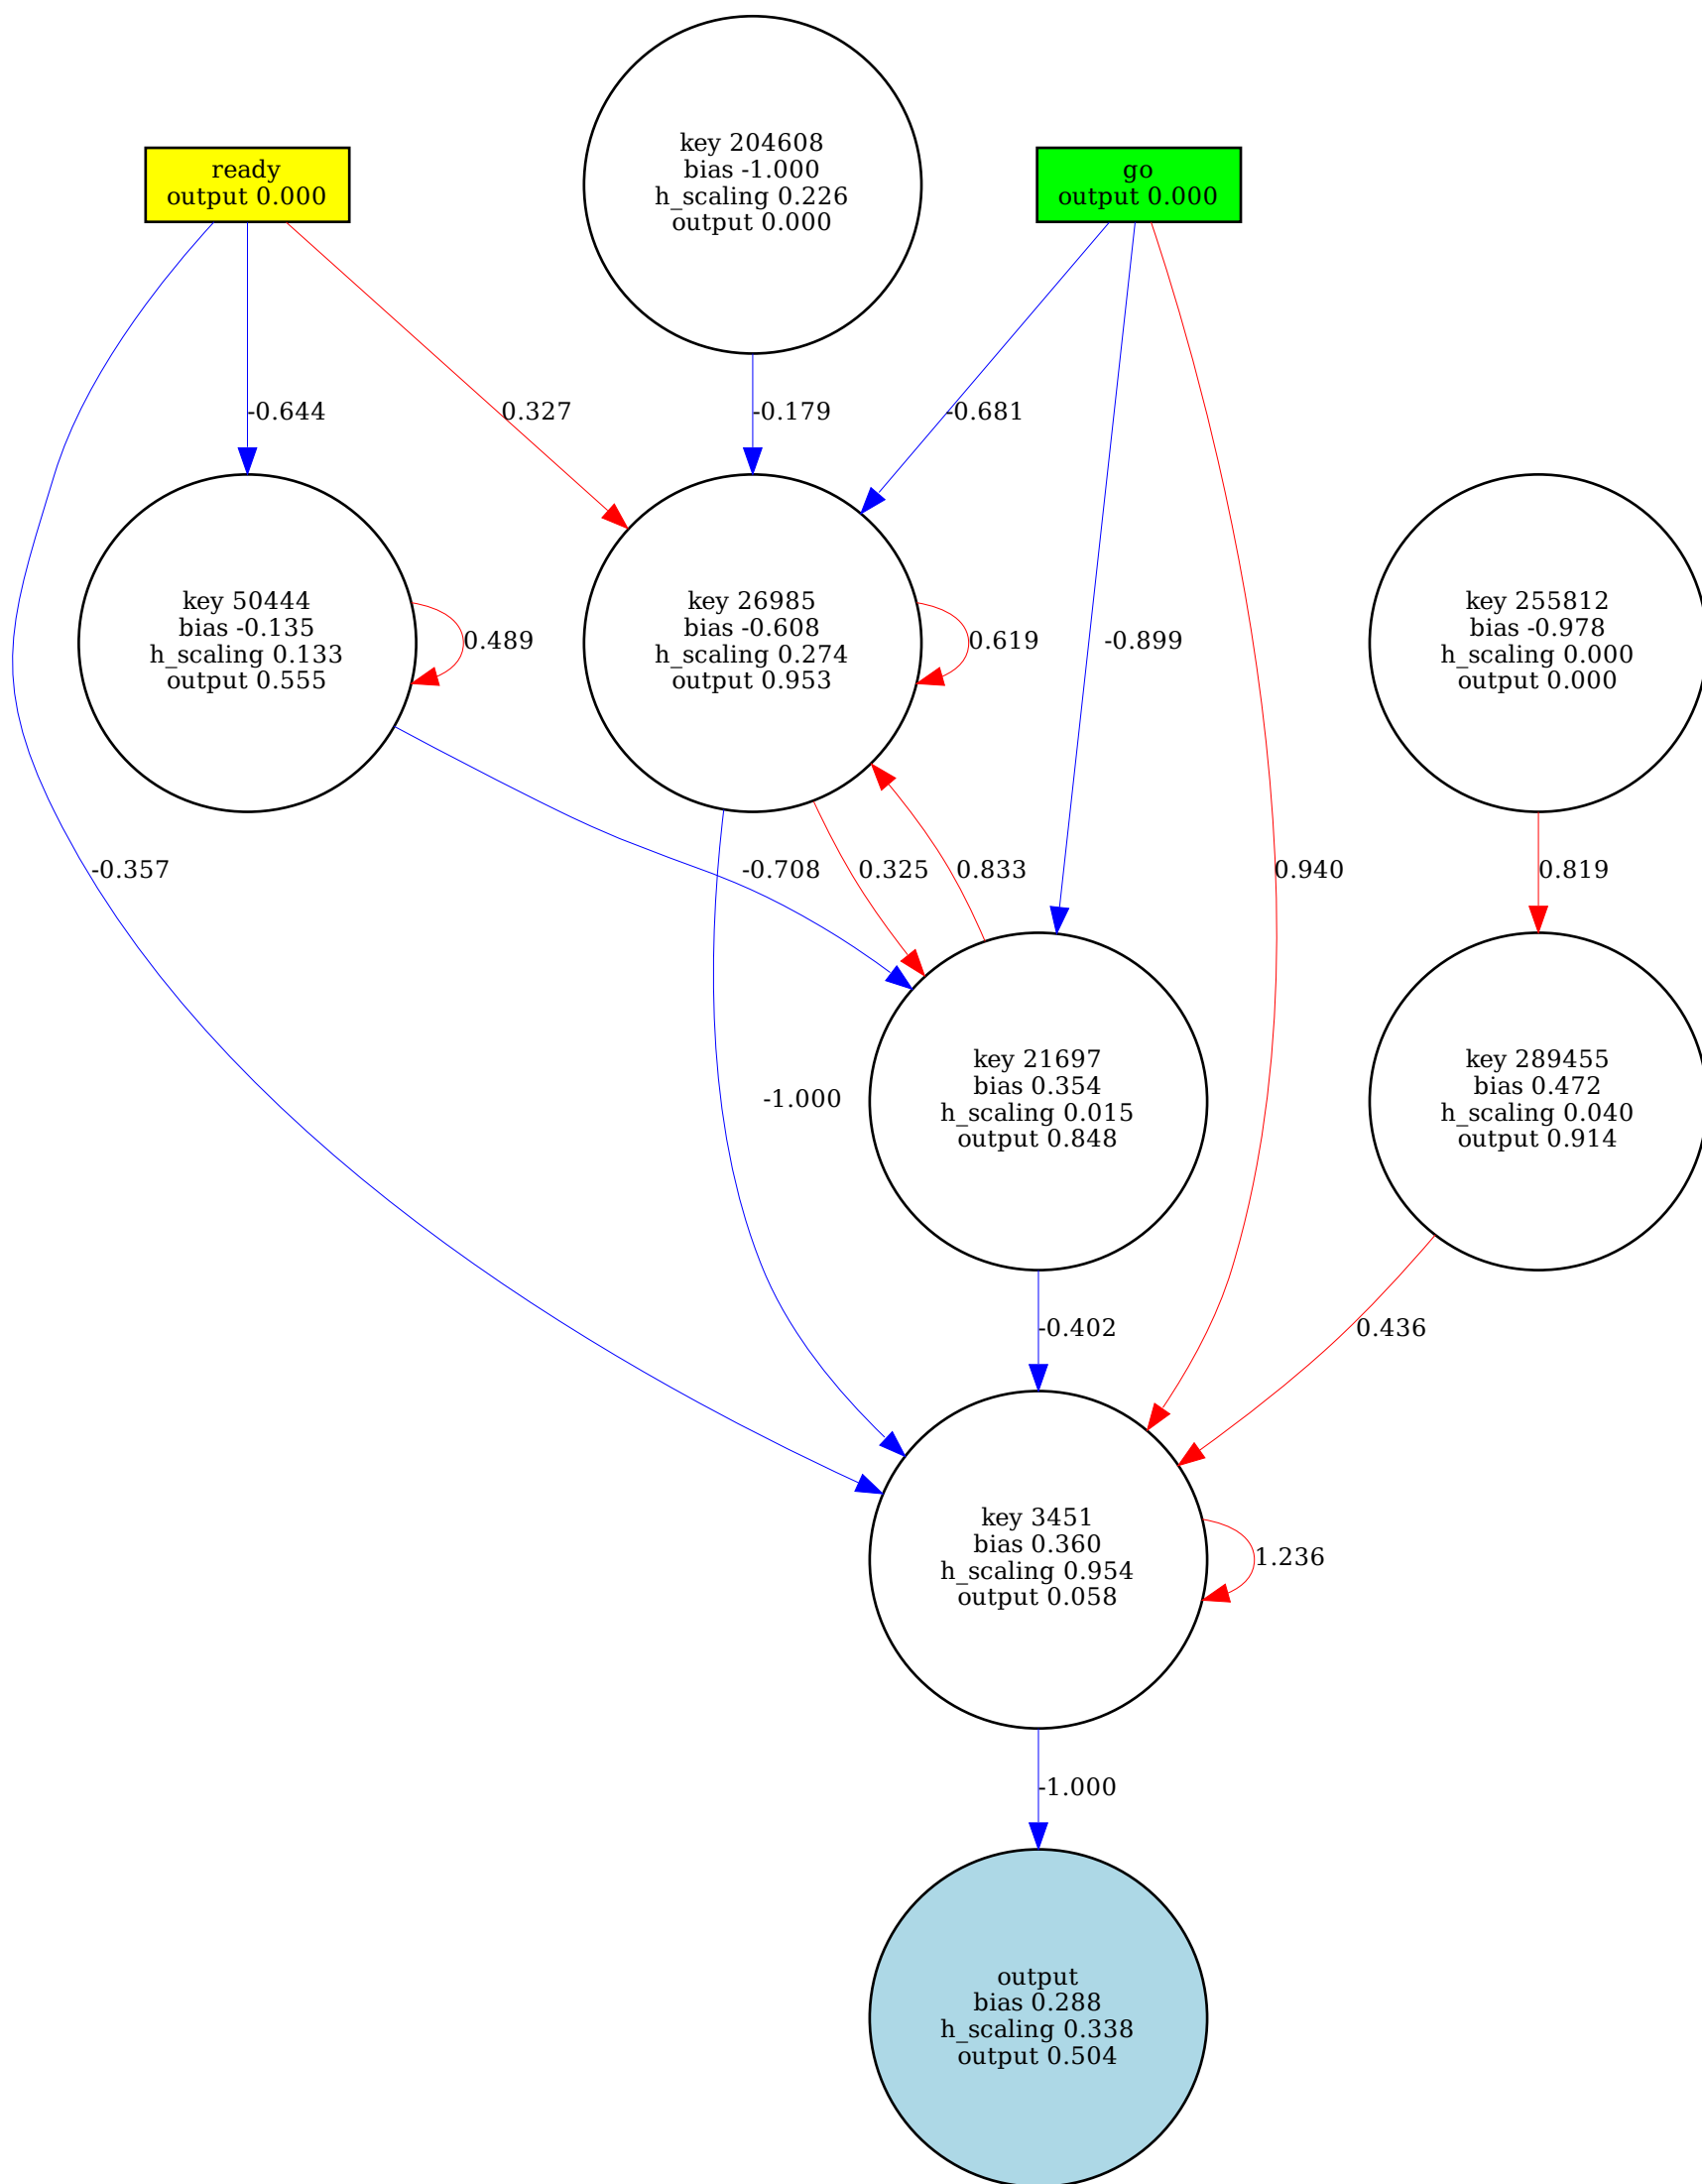 key 204608
bias -1.000
h_scaling 0.226
output 0.000
ready
output 0.000
go
output 0.000
-0.644
0.327
-0.179
-0.681
key 50444
bias -0.135
h_scaling 0.133
output 0.555
0.489
key 26985
bias -0.608
h_scaling 0.274
output 0.953
0.619
-0.899
key 255812
bias -0.978
h_scaling 0.000
output 0.000
-0.357
-0.708
0.325
0.833
0.940
0.819
-1.000
key 21697
bias 0.354
h_scaling 0.015
output 0.848
key 289455
bias 0.472
h_scaling 0.040
output 0.914
-0.402
0.436
key 3451
bias 0.360
h_scaling 0.954
output 0.058
1.236
-1.000
output
bias 0.288
h_scaling 0.338
output 0.504